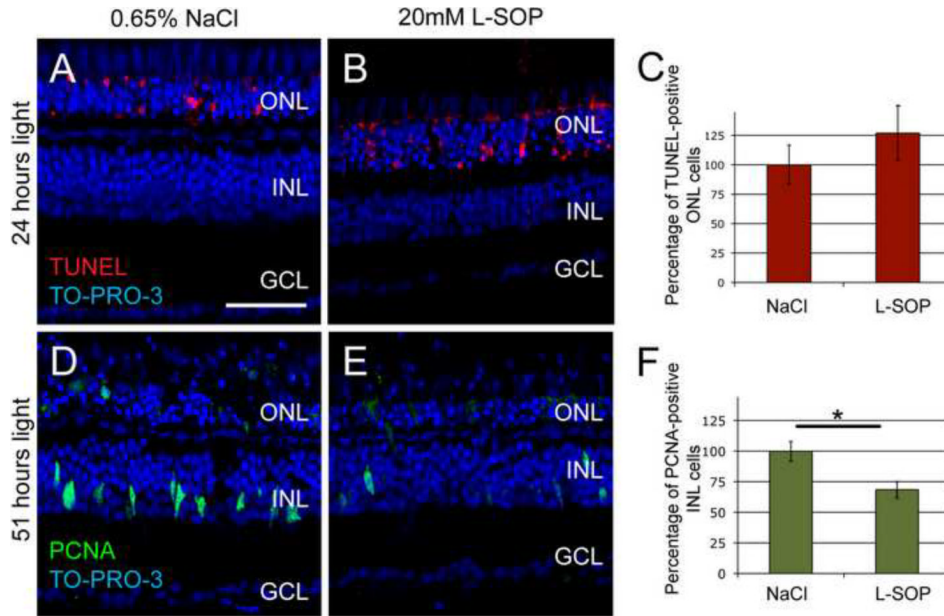 0.65% NaCl
20mM L-SOP
24 hours light
A
ONL
INL
GCL
TUNEL
TO-PRO-3
B
ONL
INL
GCL
C
Percentage of TUNEL-positive
ONL cells
125
100
75
50
25
0
NaCl
L-SOP
51 hours light
D
ONL
INL
GCL
PCNA
TO-PRO-3
E
ONL
INL
GCL
F
Percentage of PCNA-positive
INL cells
125
100
75
50
25
0
*
NaCl
L-SOP